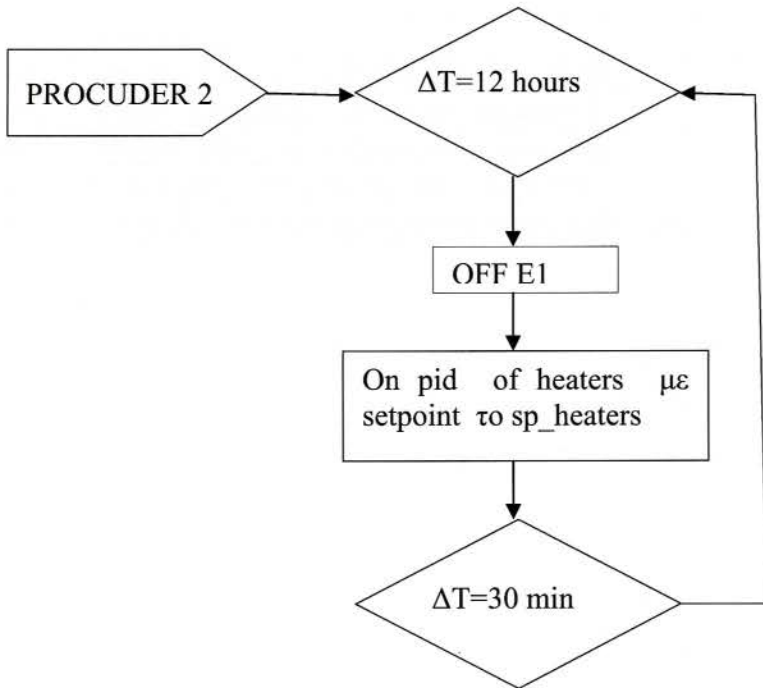 PROCUDER 2
ΔT=12 hours
OFF E1
On pid of heaters με
setpoint το sp_heaters
ΔT=30 min